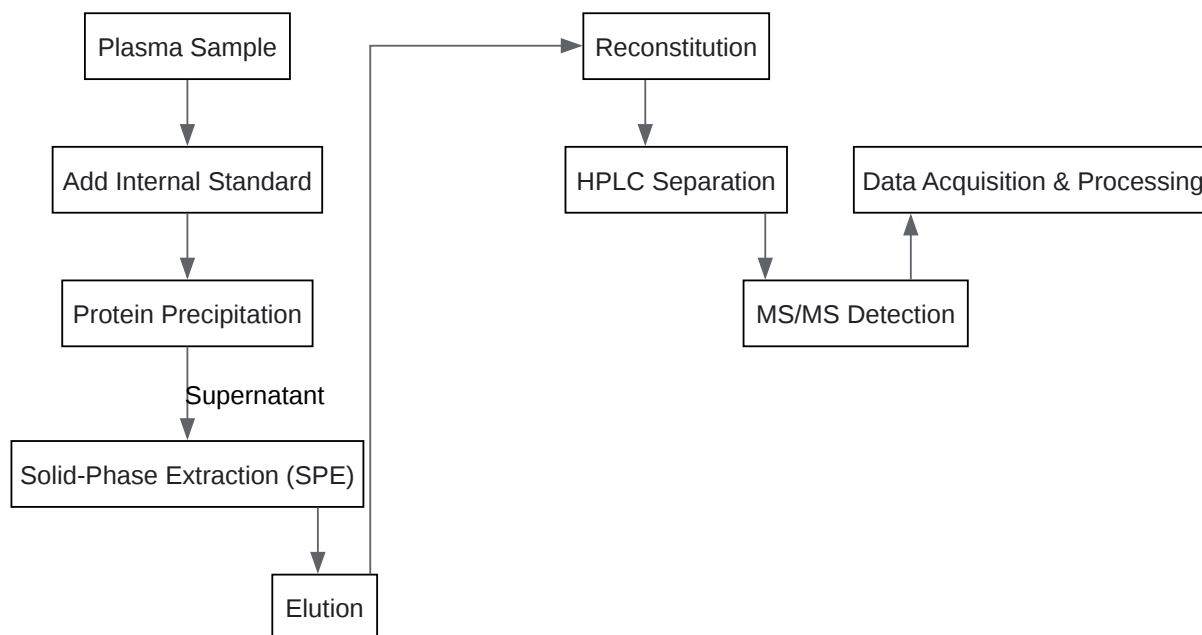 Plasma Sample
Add Internal Standard
Protein Precipitation
Supernatant
Solid-Phase Extraction (SPE)
Elution
Reconstitution
HPLC Separation
MS/MS Detection
Data Acquisition & Processing